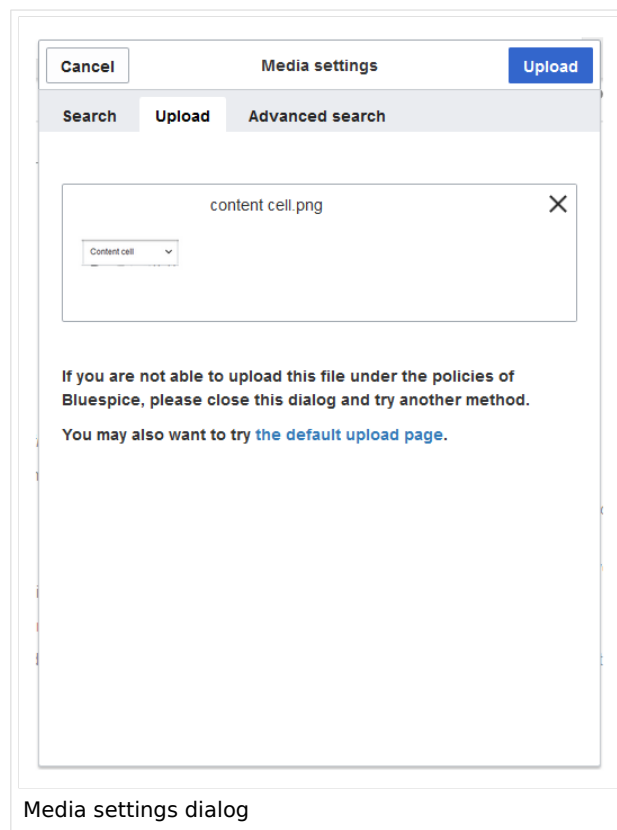 Cancel Media settings Upload
Search Upload Advanced search
content cell.png
Content cell
If you are not able to upload this file under the policies of
Bluespice, please close this dialog and try another method.
You may also want to try the default upload page.
Media settings dialog